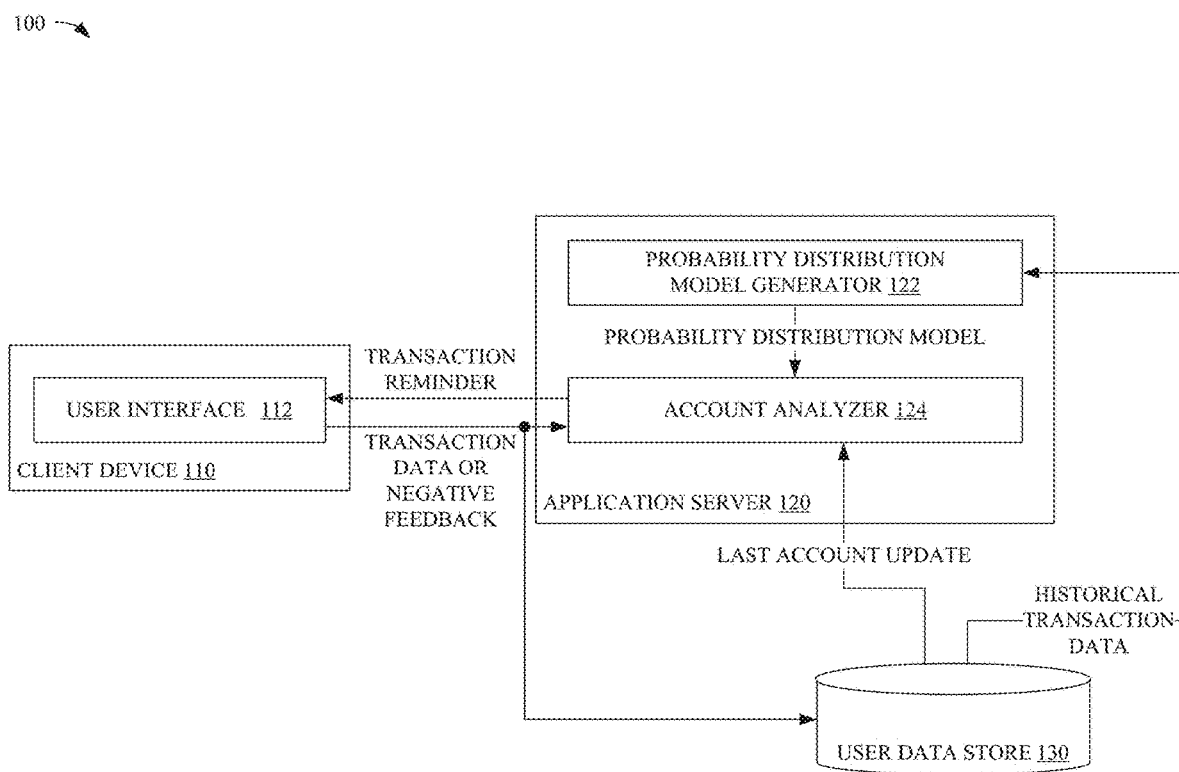 100
PROBABILITY DISTRIBUTION
MODEL GENERATOR 122
PROBABILITY DISTRIBUTION MODEL
TRANSACTION
REMINDER
USER INTERFACE 112
ACCOUNT ANALYZER 124
CLIENT DEVICE 110
TRANSACTION
DATA OR
NEGATIVE
FEEDBACK
APPLICATION SERVER 120
LAST ACCOUNT UPDATE
HISTORICAL
TRANSACTION
DATA
USER DATA STORE 130